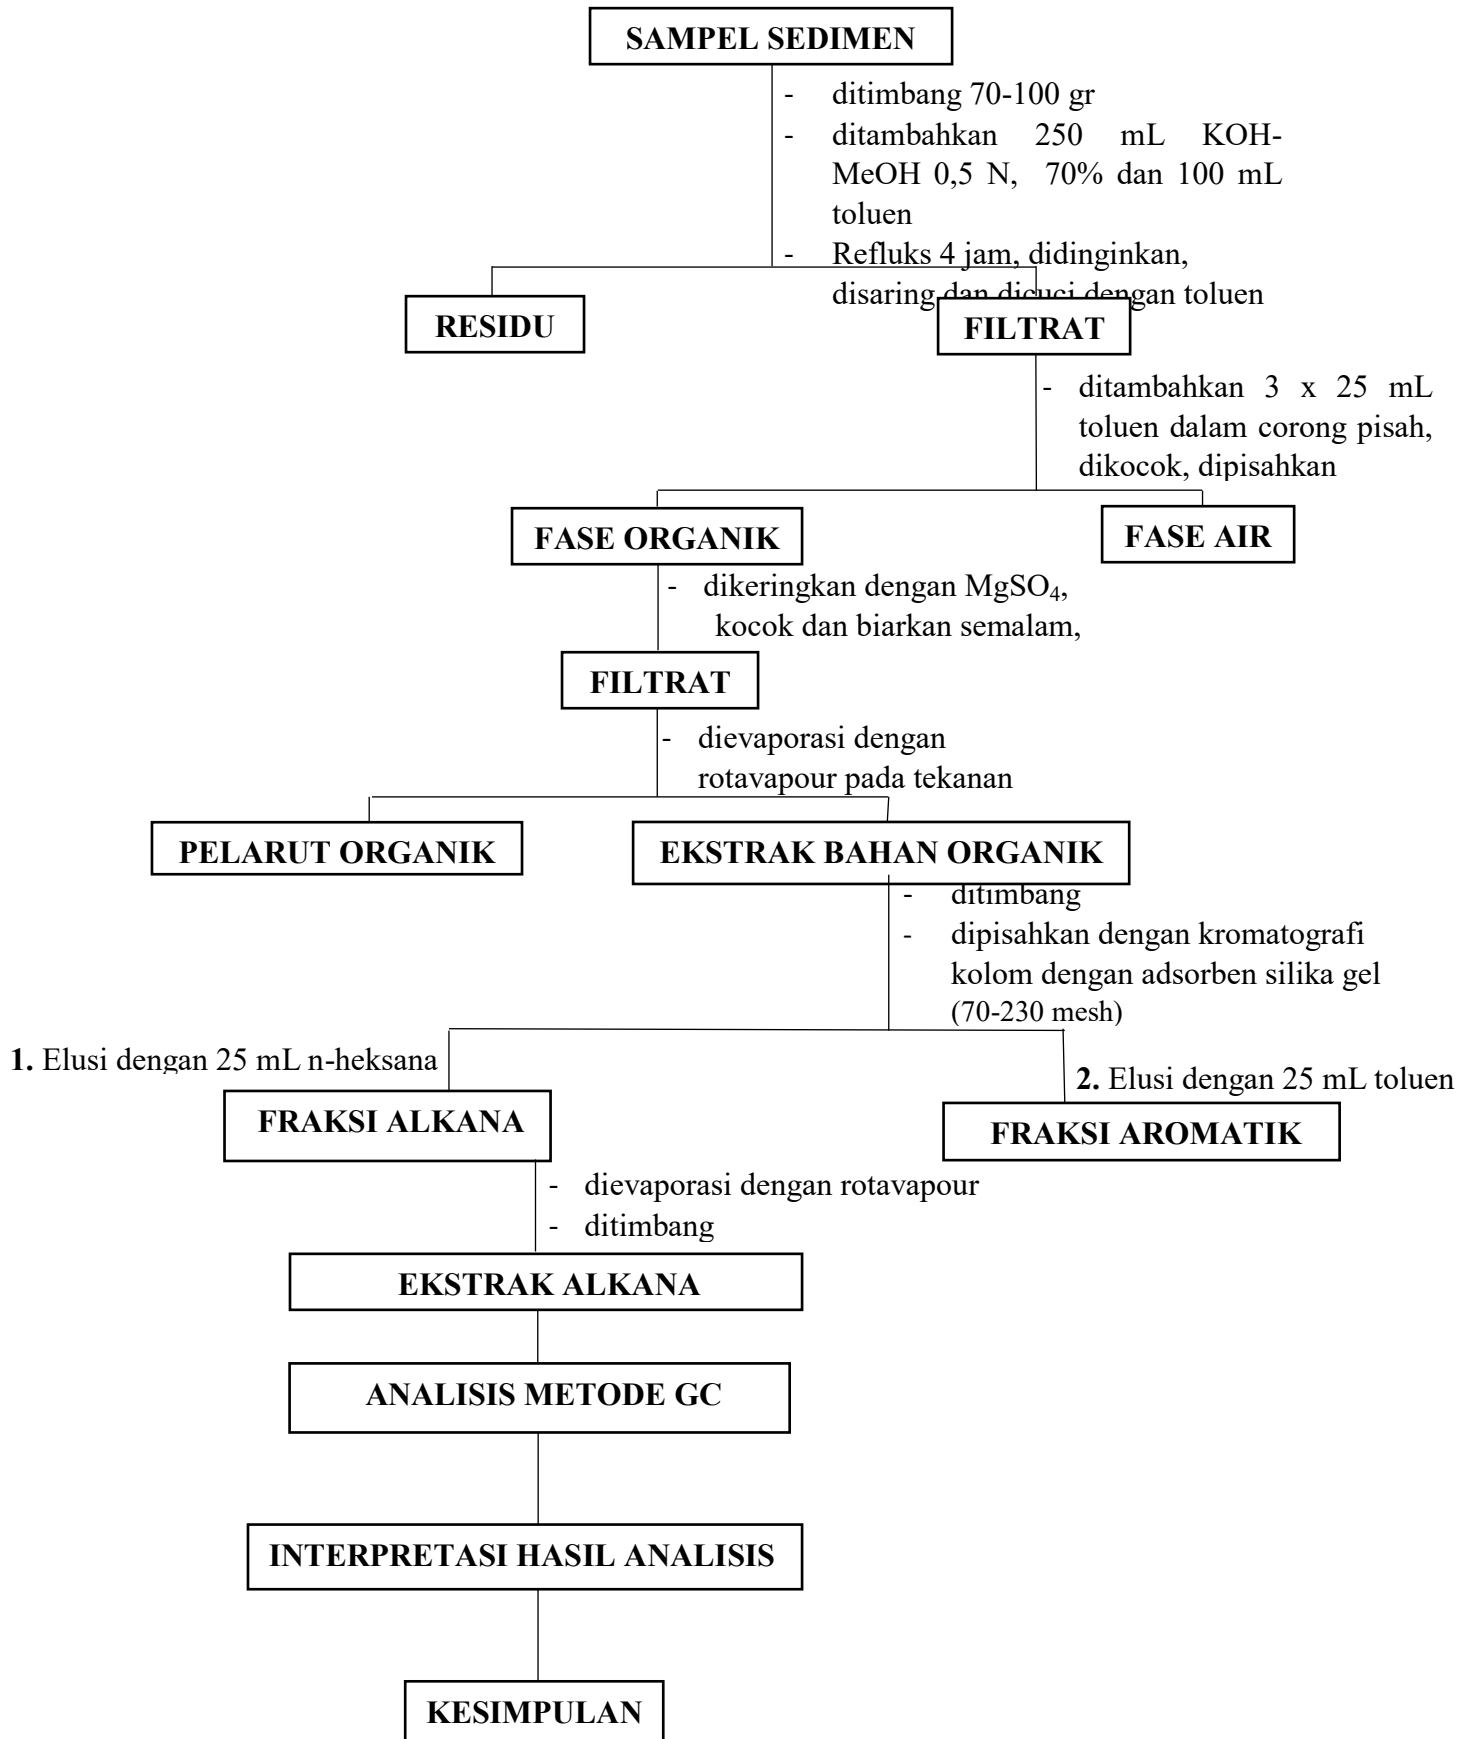 SAMPEL SEDIMEN
- ditimbang 70-100 gr
- ditambahkan 250 mL KOH-
MeOH 0,5 N, 70% dan 100 mL
toluen
- Refluks 4 jam, didinginkan,
disaring dan dicuci dengan toluen
RESIDU
FILTRAT
- ditambahkan 3 x 25 mL
toluen dalam corong pisah,
dikocok, dipisahkan
FASE ORGANIK
FASE AIR
- dikeringkan dengan MgSO₄,
kocok dan biarkan semalam,
FILTRAT
- dievaporasi dengan
rotavapour pada tekanan
PELARUT ORGANIK
EKSTRAK BAHAN ORGANIK
- ditimbang
- dipisahkan dengan kromatografi
kolom dengan adsorben silika gel
(70-230 mesh)
1. Elusi dengan 25 mL n-heksana
2. Elusi dengan 25 mL toluen
FRAKSI ALKANA
FRAKSI AROMATIK
- dievaporasi dengan rotavapour
- ditimbang
EKSTRAK ALKANA
ANALISIS METODE GC
INTERPRETASI HASIL ANALISIS
KESIMPULAN